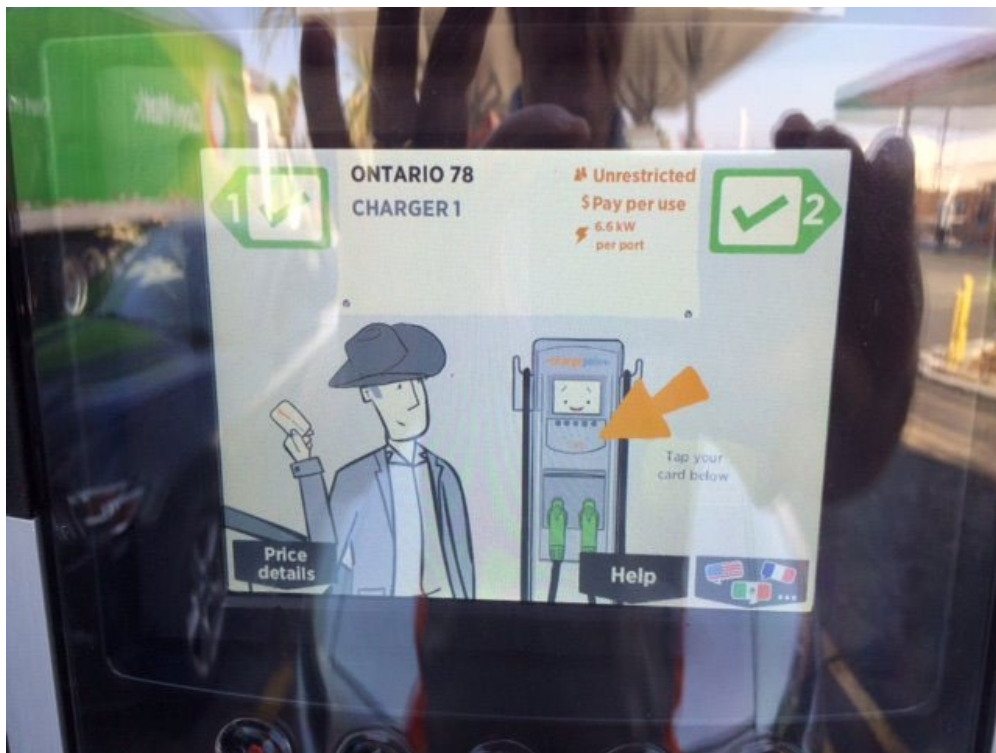 1
ONTARIO 78
CHARGER 1
Unrestricted
$ Pay per use
6.6 kW
per port
2
Tap your
card below
Price
details
Help
...